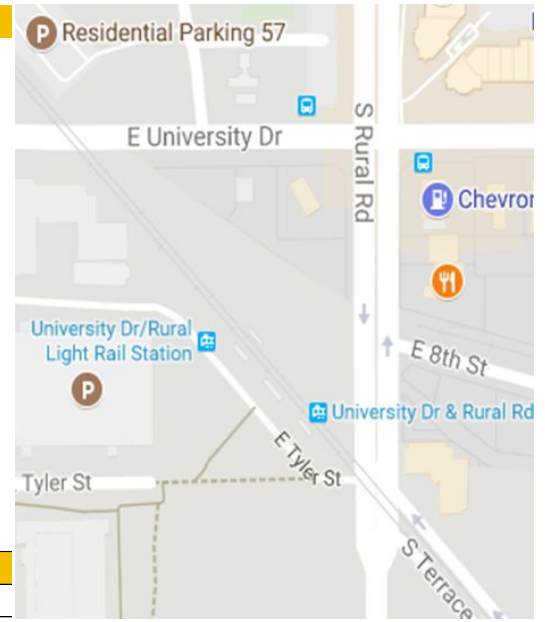 P Residential Parking 57
E University Dr
S Rural Rd
Chevron
University Dr/Rural
Light Rail Station
P
E 8th St
University Dr & Rural Rd
E Tyler St
Tyler St
S Terrace